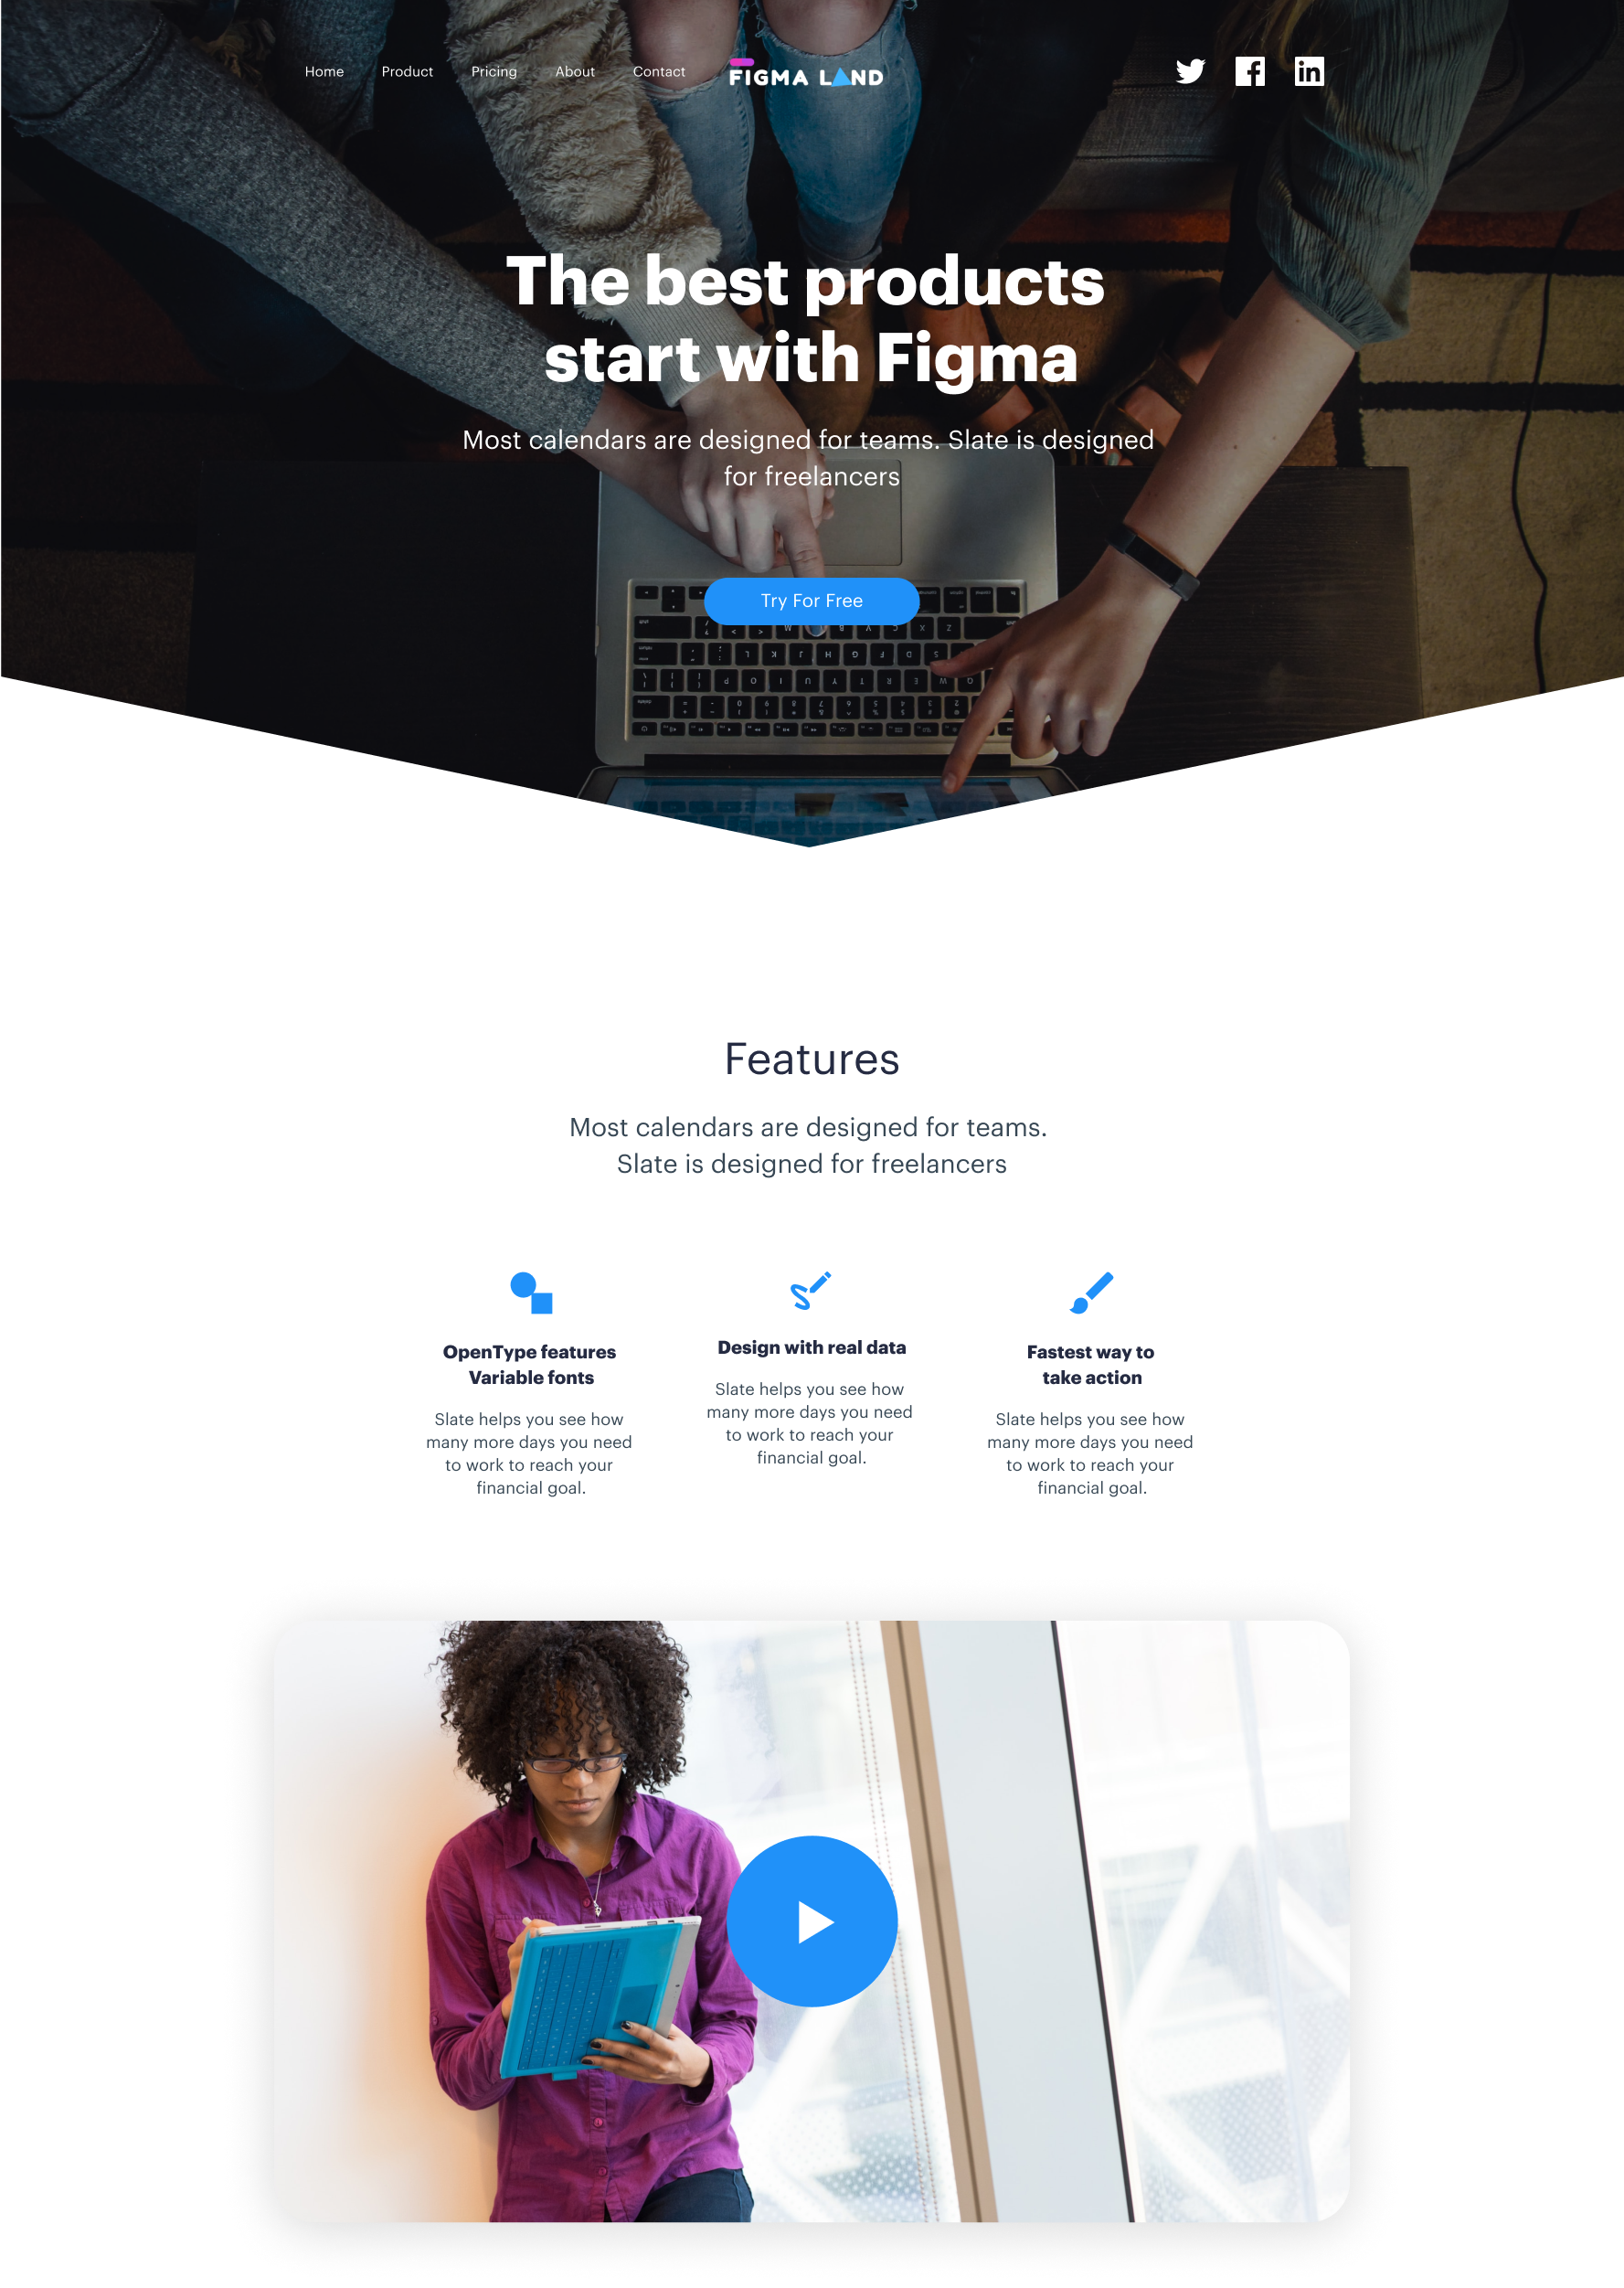 Home Product Pricing About Contact FIGMA LAND
The best products
start with Figma
Most calendars are designed for teams. Slate is designed
for freelancers
Try For Free
Features
Most calendars are designed for teams.
Slate is designed for freelancers
OpenType features
Variable fonts
Slate helps you see how
many more days you need
to work to reach your
financial goal.
Design with real data
Slate helps you see how
many more days you need
to work to reach your
financial goal.
Fastest way to
take action
Slate helps you see how
many more days you need
to work to reach your
financial goal.